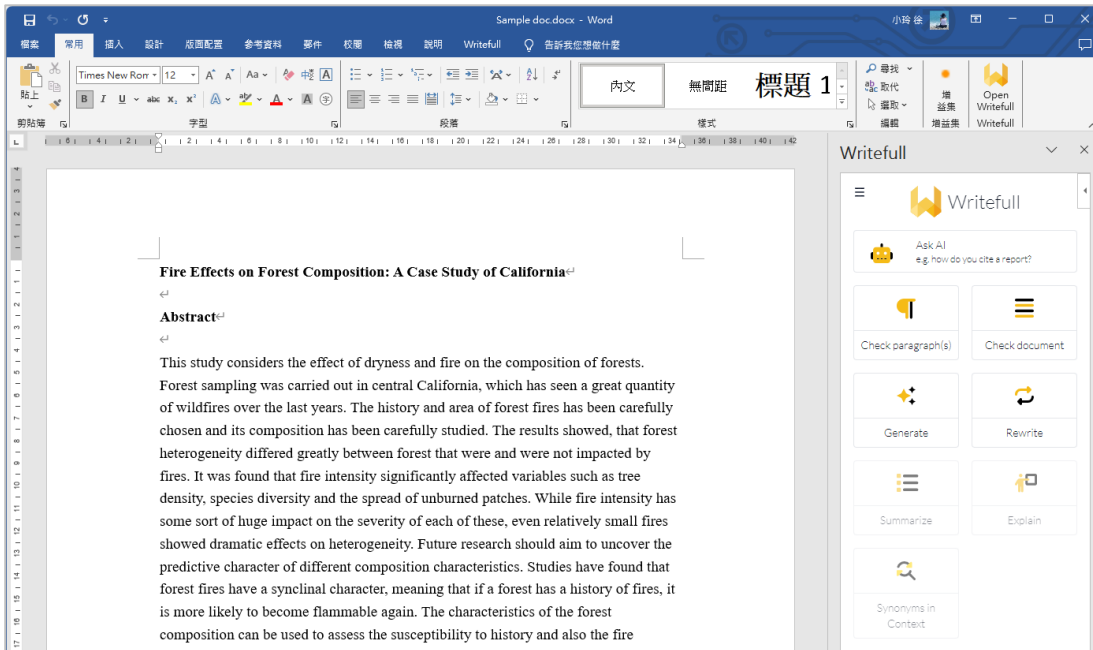 Sample doc.docx - Word
小玲 徐
檔案 常用 插入 設計 版面配置 參考資料 郵件 校閱 檢視 說明 Writefull 告訴我您想做什麼
貼上
剪貼簿
Times New Ron 12
Aa
B I U abc x₂ x²
字型
段落
內文
無間距
標題 1
樣式
尋找
取代
選取
編輯
增益集
增益集
Open Writefull
Writefull
Fire Effects on Forest Composition: A Case Study of California
Abstract
This study considers the effect of dryness and fire on the composition of forests.
Forest sampling was carried out in central California, which has seen a great quantity
of wildfires over the last years. The history and area of forest fires has been carefully
chosen and its composition has been carefully studied. The results showed, that forest
heterogeneity differed greatly between forest that were and were not impacted by
fires. It was found that fire intensity significantly affected variables such as tree
density, species diversity and the spread of unburned patches. While fire intensity has
some sort of huge impact on the severity of each of these, even relatively small fires
showed dramatic effects on heterogeneity. Future research should aim to uncover the
predictive character of different composition characteristics. Studies have found that
forest fires have a synclinal character, meaning that if a forest has a history of fires, it
is more likely to become flammable again. The characteristics of the forest
composition can be used to assess the susceptibility to history and also the fire
Writefull
Writefull
Ask AI
e.g. how do you cite a report?
Check paragraph(s)
Check document
Generate
Rewrite
Summarize
Explain
Synonyms in
Context